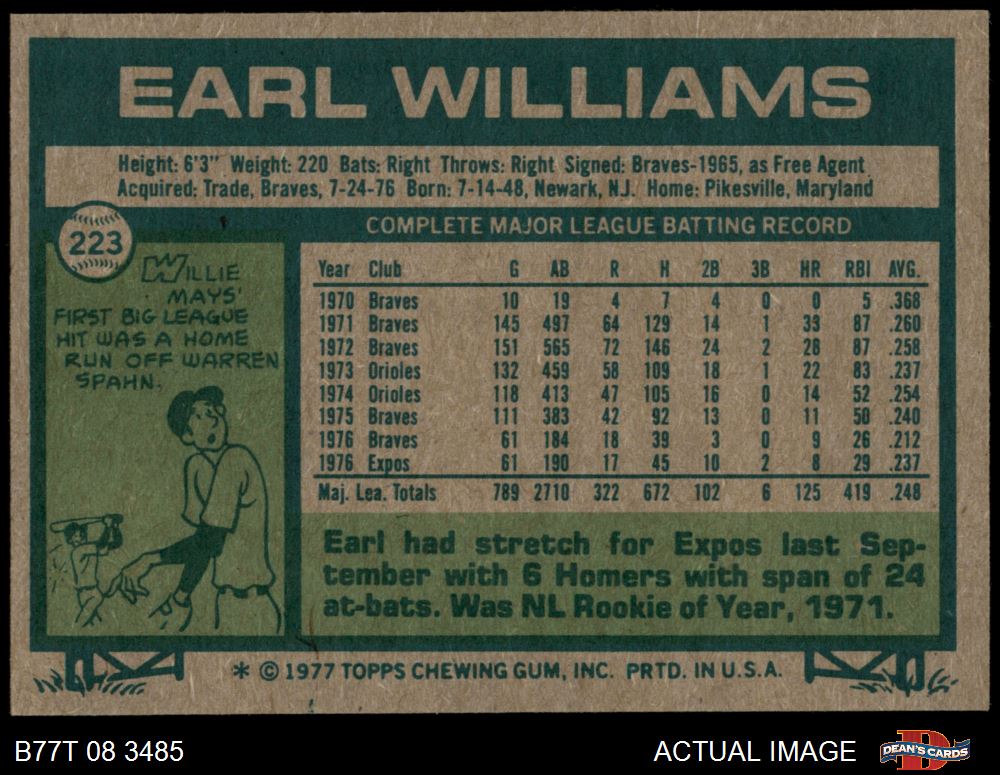 EARL WILLIAMS
Height: 6'3" Weight: 220 Bats: Right Throws: Right Signed: Braves-1965, as Free Agent
Acquired: Trade, Braves, 7-24-76 Born: 7-14-48, Newark, N.J. Home: Pikesville, Maryland
223
WILLIE
MAYS'
FIRST BIG LEAGUE
HIT WAS A HOME
RUN OFF WARREN
SPAHN.
COMPLETE MAJOR LEAGUE BATTING RECORD
Year Club G AB R H 2B 3B HR RBI AVG.
1970 Braves 10 19 4 7 4 0 0 5 .368
1971 Braves 145 497 64 129 14 1 33 87 .260
1972 Braves 151 565 72 146 24 2 28 87 .258
1973 Orioles 132 459 58 109 18 1 22 83 .237
1974 Orioles 118 413 47 105 16 0 14 52 .254
1975 Braves 111 383 42 92 13 0 11 50 .240
1976 Braves 61 184 18 39 3 0 9 26 .212
1976 Expos 61 190 17 45 10 2 8 29 .237
Maj. Lea. Totals 789 2710 322 672 102 6 125 419 .248
Earl had stretch for Expos last Sep-
tember with 6 Homers with span of 24
at-bats. Was NL Rookie of Year, 1971.
* © 1977 TOPPS CHEWING GUM, INC. PRTD. IN U.S.A.
B77T 08 3485
ACTUAL IMAGE
D
DEAN'S CARDS